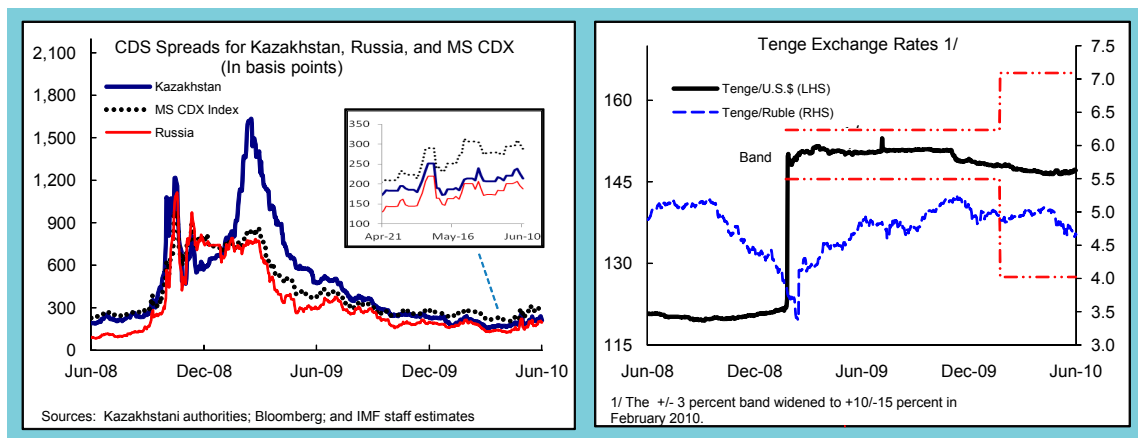 CDS Spreads for Kazakhstan, Russia, and MS CDX
(In basis points)
2,100
1,800
1,500
1,200
900
600
300
0
Kazakhstan
MS CDX Index
Russia
350
300
250
200
150
100
Apr-21 May-16 Jun-10
Jun-08 Dec-08 Jun-09 Dec-09 Jun-10
Sources: Kazakhstani authorities; Bloomberg; and IMF staff estimates
Tenge Exchange Rates 1/
160
145
130
115
Tenge/U.S.$ (LHS)
Tenge/Ruble (RHS)
Band
7.5
7.0
6.5
6.0
5.5
5.0
4.5
4.0
3.5
3.0
Jun-08 Dec-08 Jun-09 Dec-09 Jun-10
1/ The +/- 3 percent band widened to +10/-15 percent in
February 2010.